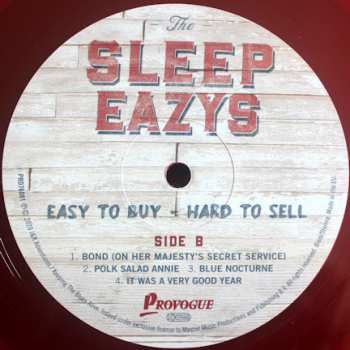 The
SLEEP
EAZYS
EASY TO BUY - HARD TO SELL
SIDE B
1. BOND (ON HER MAJESTY'S SECRET SERVICE)
2. POLK SALAD ANNIE 3. BLUE NOCTURNE
4. IT WAS A VERY GOOD YEAR
PROVOGUE